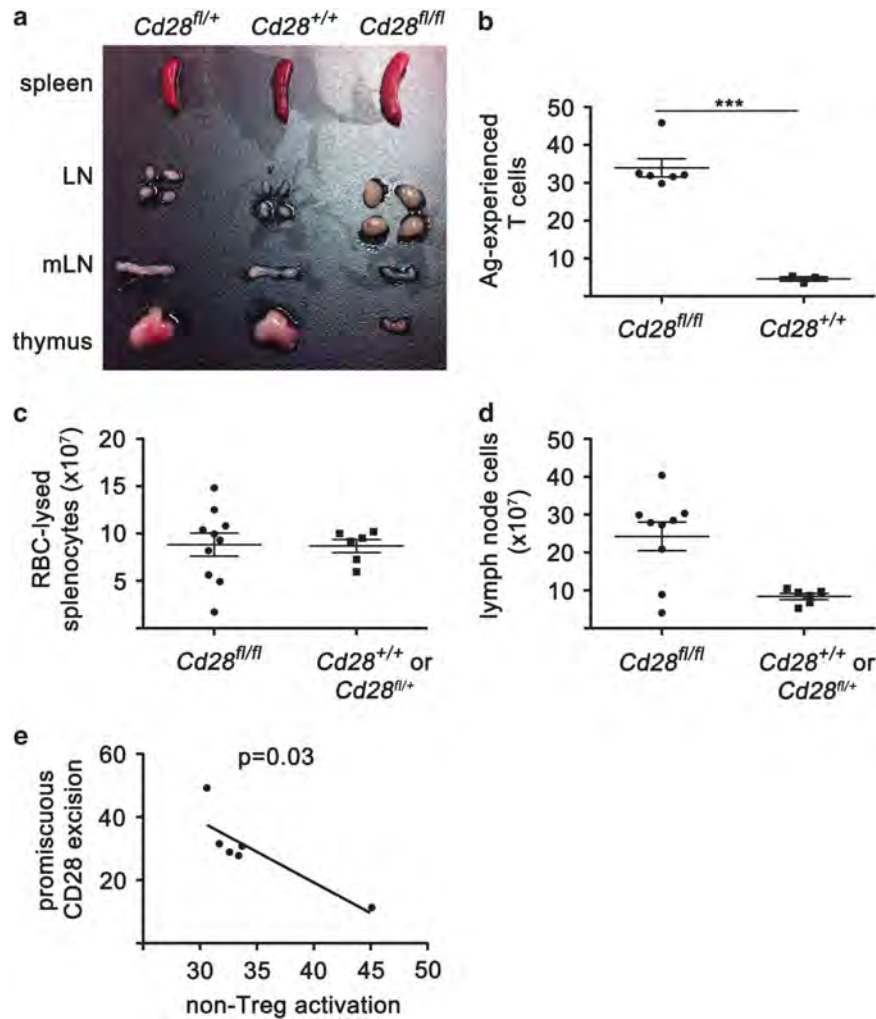 a
Cd28fl/+ Cd28+/+ Cd28fl/fl
spleen
LN
mLN
thymus
b
Ag-experienced
T cells
50
40
30
20
10
***
Cd28fl/fl Cd28+/+
c
RBC-lysed
splenocytes (x10⁷)
20
15
10
5
Cd28fl/fl Cd28+/+ or
Cd28fl/+
d
lymph node cells
(x10⁷)
50
40
30
20
10
Cd28fl/fl Cd28+/+ or
Cd28fl/+
e
promiscuous
CD28 excision
60
40
20
p=0.03
30 35 40 45 50
non-Treg activation